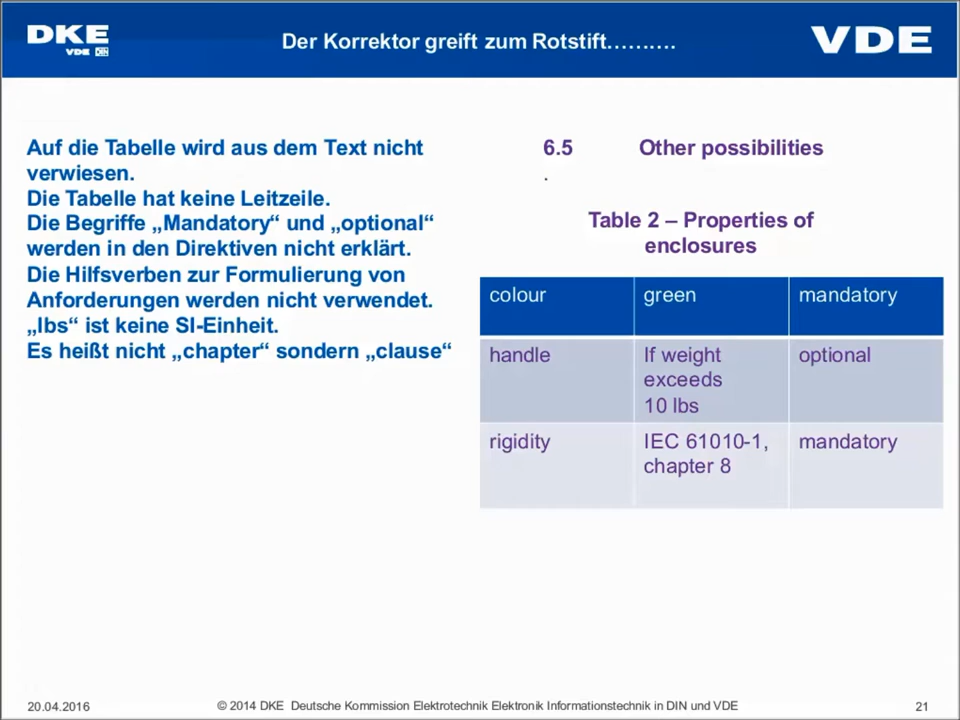 DKE
VDE DIN
Der Korrektor greift zum Rotstift……….
VDE
Auf die Tabelle wird aus dem Text nicht
verwiesen.
Die Tabelle hat keine Leitzeile.
Die Begriffe „Mandatory“ und „optional“
werden in den Direktiven nicht erklärt.
Die Hilfsverben zur Formulierung von
Anforderungen werden nicht verwendet.
„lbs“ ist keine SI-Einheit.
Es heißt nicht „chapter“ sondern „clause“
6.5 Other possibilities
.
Table 2 – Properties of
enclosures
colour green mandatory
handle If weight optional
exceeds
10 lbs
rigidity IEC 61010-1, mandatory
chapter 8
20.04.2016 © 2014 DKE Deutsche Kommission Elektrotechnik Elektronik Informationstechnik in DIN und VDE 21